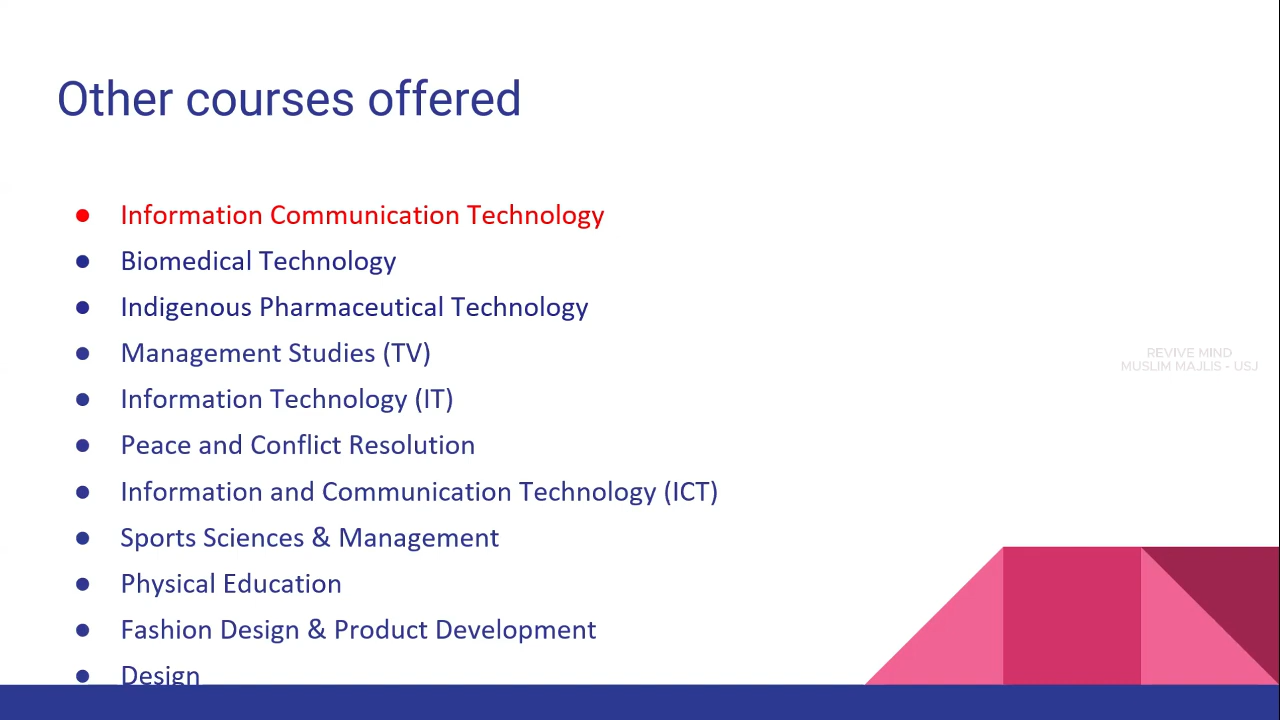 Other courses offered
● Information Communication Technology
● Biomedical Technology
● Indigenous Pharmaceutical Technology
● Management Studies (TV)
● Information Technology (IT)
● Peace and Conflict Resolution
● Information and Communication Technology (ICT)
● Sports Sciences & Management
● Physical Education
● Fashion Design & Product Development
● Design
REVIVE MIND
MUSLIM MAJLIS - USJ